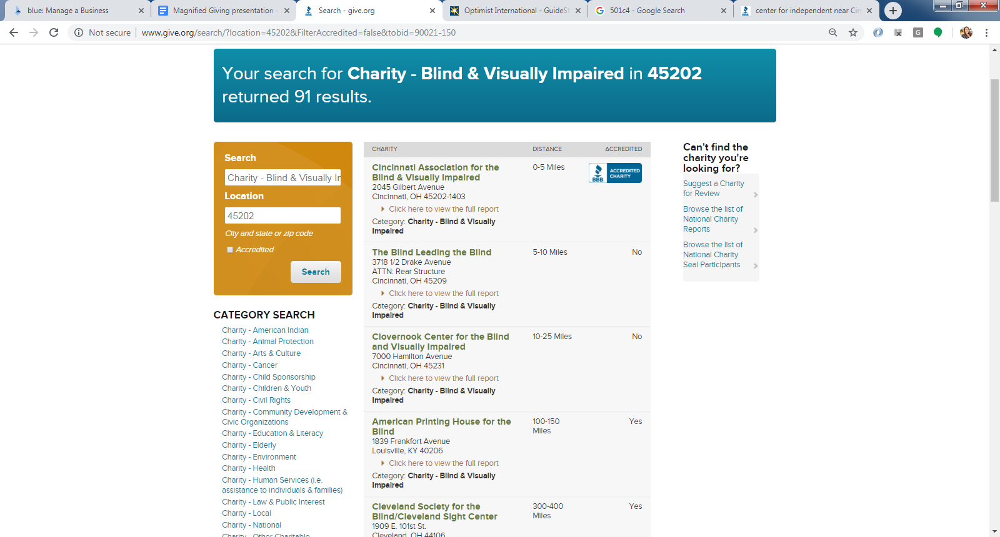 blue: Manage a Business
Magnified Giving presentation -
Search - give.org
Optimist International - GuideSt
501c4 - Google Search
center for independent near Cin
Not secure
www.give.org/search/?location=45202&FilterAccredited=false&tobid=90021-150
G
Your search for Charity - Blind & Visually Impaired in 45202
returned 91 results.
Search
Charity - Blind & Visually Im
Location
45202
City and state or zip code
Accredited
Search
CATEGORY SEARCH
Charity - American Indian
Charity - Animal Protection
Charity - Arts & Culture
Charity - Cancer
Charity - Child Sponsorship
Charity - Children & Youth
Charity - Civil Rights
Charity - Community Development &
Civic Organizations
Charity - Education & Literacy
Charity - Elderly
Charity - Environment
Charity - Health
Charity - Human Services (i.e.
assistance to individuals & families)
Charity - Law & Public Interest
Charity - Local
Charity - National
Charity - Other Charitable
CHARITY DISTANCE ACCREDITED
Cincinnati Association for the
Blind & Visually Impaired
2045 Gilbert Avenue
Cincinnati, OH 45202-1403
Click here to view the full report
Category: Charity - Blind & Visually
Impaired
0-5 Miles
BBB
ACCREDITED
CHARITY
The Blind Leading the Blind
3718 1/2 Drake Avenue
ATTN: Rear Structure
Cincinnati, OH 45209
Click here to view the full report
Category: Charity - Blind & Visually
Impaired
5-10 Miles
No
Clovernook Center for the Blind
and Visually Impaired
7000 Hamilton Avenue
Cincinnati, OH 45231
Click here to view the full report
Category: Charity - Blind & Visually
Impaired
10-25 Miles
No
American Printing House for the
Blind
1839 Frankfort Avenue
Louisville, KY 40206
Click here to view the full report
Category: Charity - Blind & Visually
Impaired
100-150
Miles
Yes
Cleveland Society for the
Blind/Cleveland Sight Center
1909 E. 101st St.
Cleveland, OH 44106
300-400
Miles
Yes
Can't find the
charity you're
looking for?
Suggest a Charity
for Review
Browse the list of
National Charity
Reports
Browse the list of
National Charity
Seal Participants